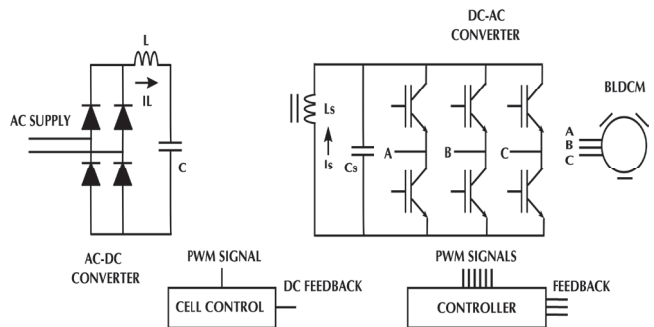 DC-AC
CONVERTER
L
IL
AC SUPPLY
C
Ls
Is
Cs
A
B
C
BLDCM
A
B
C
AC-DC
CONVERTER
PWM SIGNAL
DC FEEDBACK
CELL CONTROL
PWM SIGNALS
FEEDBACK
CONTROLLER